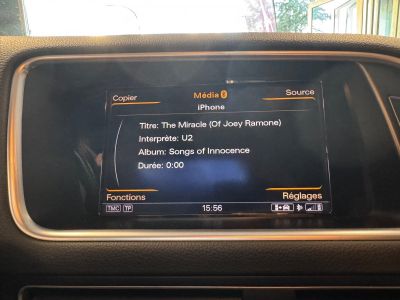 Copier Média Source
iPhone
Titre: The Miracle (Of Joey Ramone)
Interprète: U2
Album: Songs of Innocence
Durée: 0:00
Fonctions Réglages
TMC TP 15:56